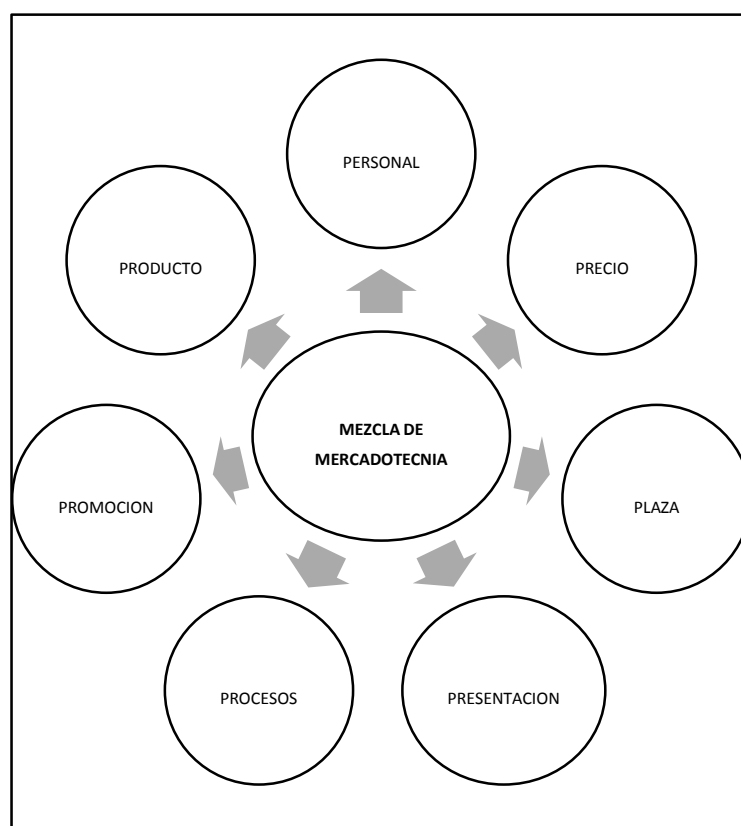 PERSONAL
PRODUCTO
PRECIO
MEZCLA DE
MERCADOTECNIA
PROMOCION
PLAZA
PROCESOS
PRESENTACION